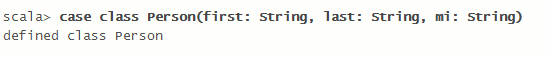 scala> case class Person(first: String, last: String, mi: String)
defined class Person